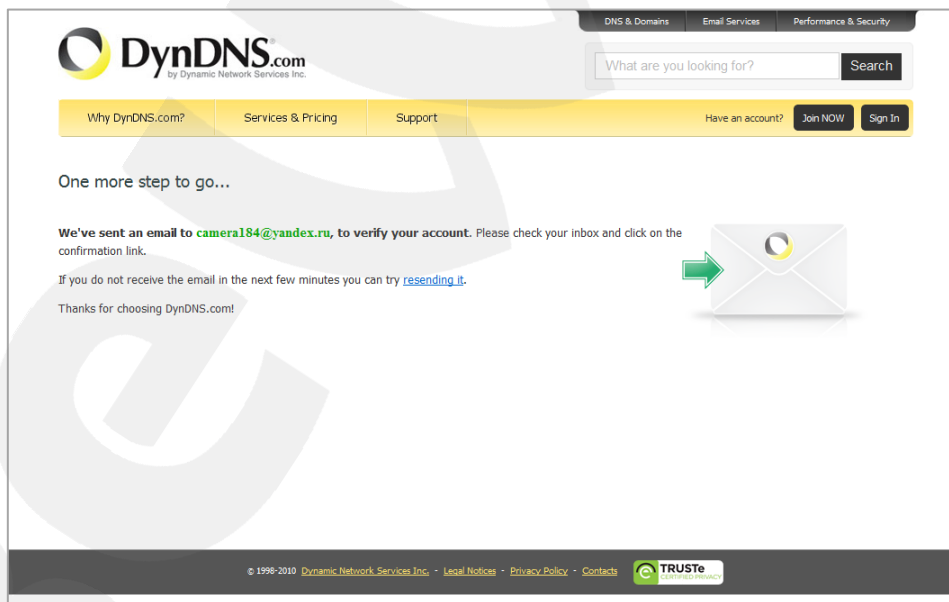 DNS & Domains Email Services Performance & Security
DynDNS.com
by Dynamic Network Services Inc.
What are you looking for? Search
Why DynDNS.com? Services & Pricing Support Have an account? Join NOW Sign In
One more step to go...
We've sent an email to camera184@yandex.ru, to verify your account. Please check your inbox and click on the
confirmation link.
If you do not receive the email in the next few minutes you can try resending it.
Thanks for choosing DynDNS.com!
© 1998-2010 Dynamic Network Services Inc. - Legal Notices - Privacy Policy - Contacts
TRUSTe
CERTIFIED PRIVACY